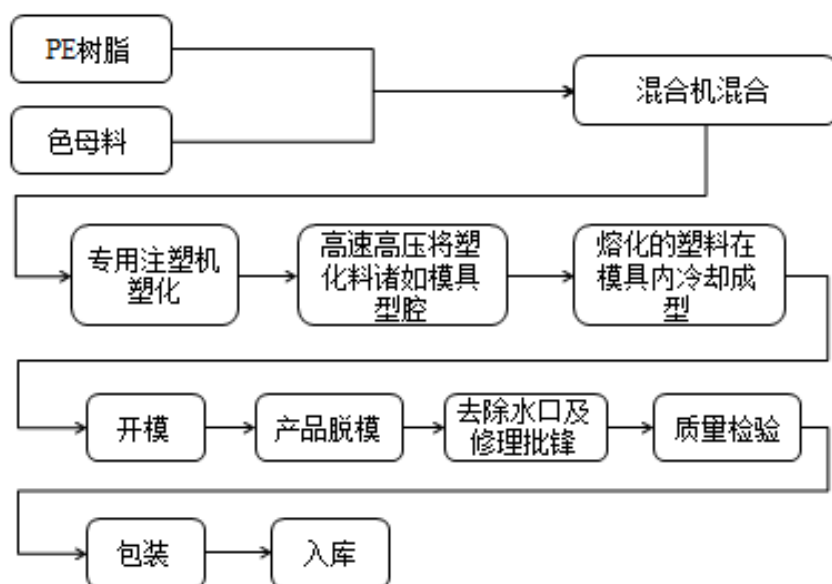 PE树脂
混合机混合
色母料
专用注塑机
塑化
高速高压将塑
化料诸如模具
型腔
熔化的塑料在
模具内冷却成
型
开模
产品脱模
去除水口及
修理批锋
质量检验
包装
入库